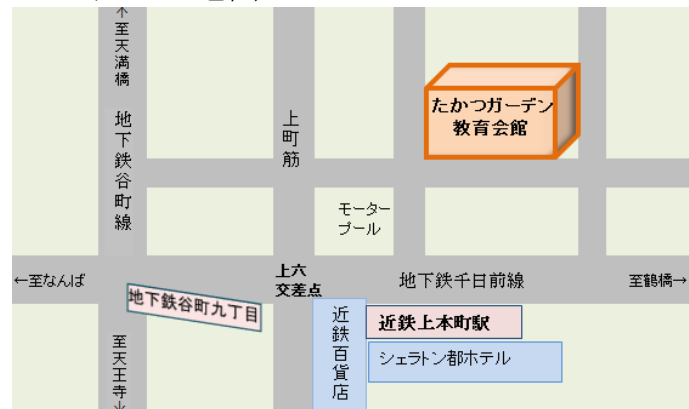 ↑至天満橋
地下鉄谷町線
上町筋
たかつガーデン
教育会館
モーター
プール
←至なんば
上六
交差点
地下鉄千日前線
至鶴橋→
地下鉄谷町九丁目
近鉄百貨店
近鉄上本町駅
シェラトン都ホテル
至天王寺↓